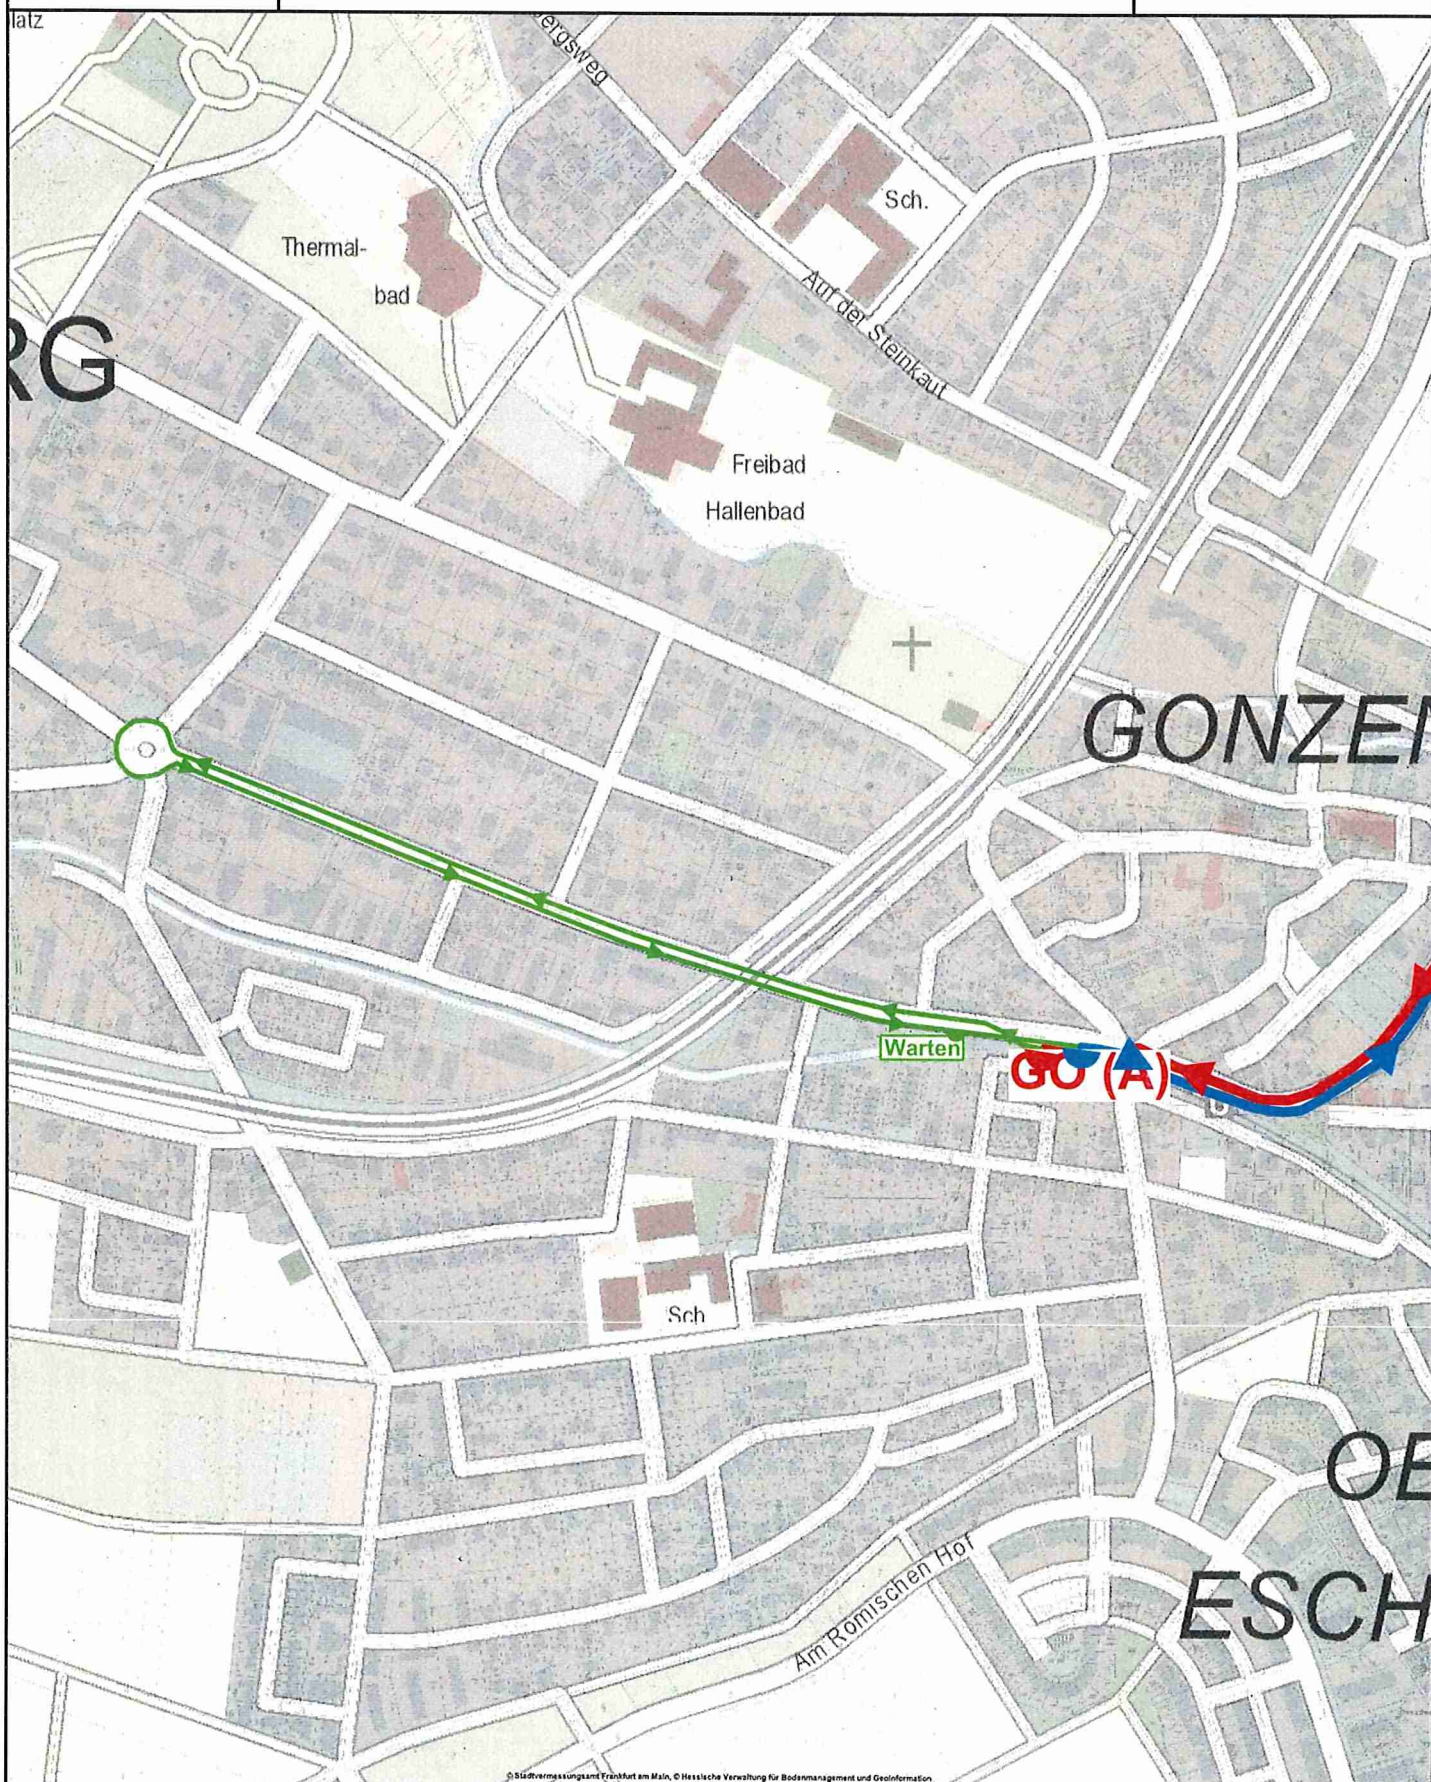 latz
bergsweg
Sch.
Thermal-
bad
Auf der Steinkaut
RG
Freibad
Hallenbad
GONZEN
Warten
GO (A)
Sch
OB
ESCH
Am Römischen Hof
© Stadtvermessungsamt Frankfurt am Main, © Hessische Verwaltung für Bodenmanagement und Geoinformation